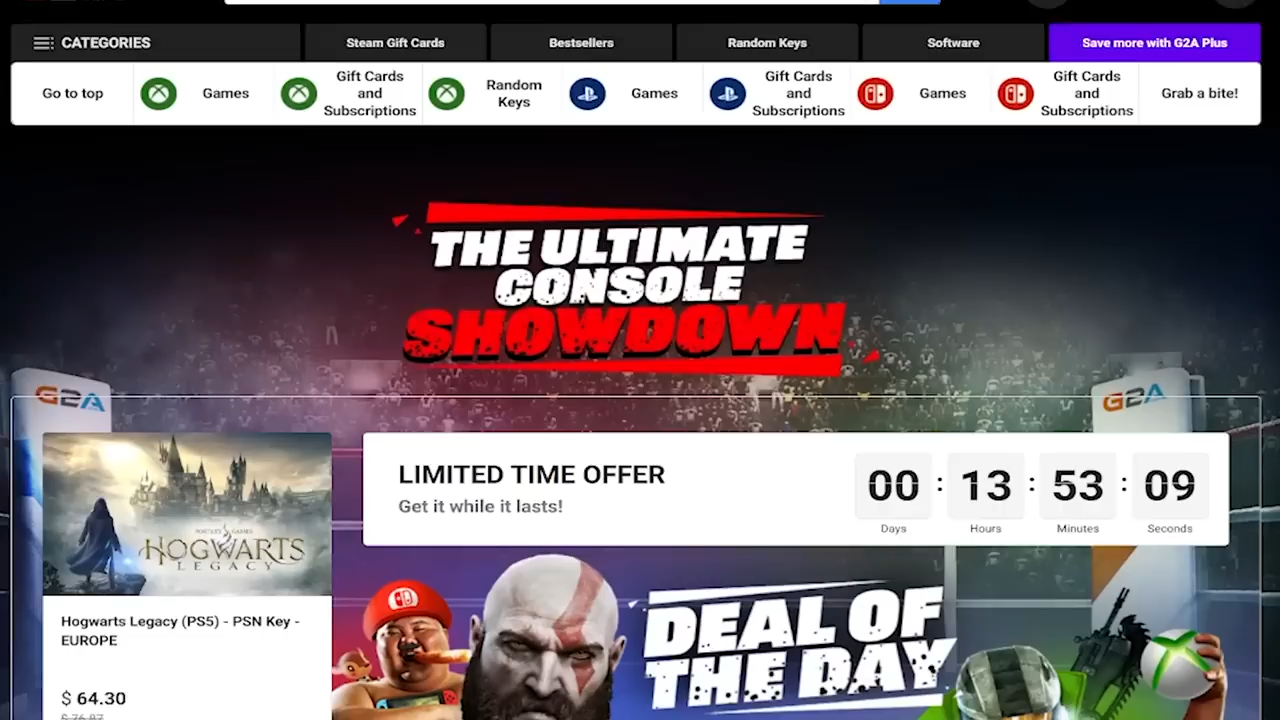 CATEGORIES
Steam Gift Cards
Bestsellers
Random Keys
Software
Save more with G2A Plus
Go to top
Games
Gift Cards
and
Subscriptions
Random
Keys
Games
Gift Cards
and
Subscriptions
Games
Gift Cards
and
Subscriptions
Grab a bite!
THE ULTIMATE
CONSOLE
SHOWDOWN
G2A
G2A
LIMITED TIME OFFER
Get it while it lasts!
00 : 13 : 53 : 09
Days Hours Minutes Seconds
HOGWARTS
LEGACY
Hogwarts Legacy (PS5) - PSN Key -
EUROPE
$ 64.30
$ 76.87
DEAL OF
THE DAY